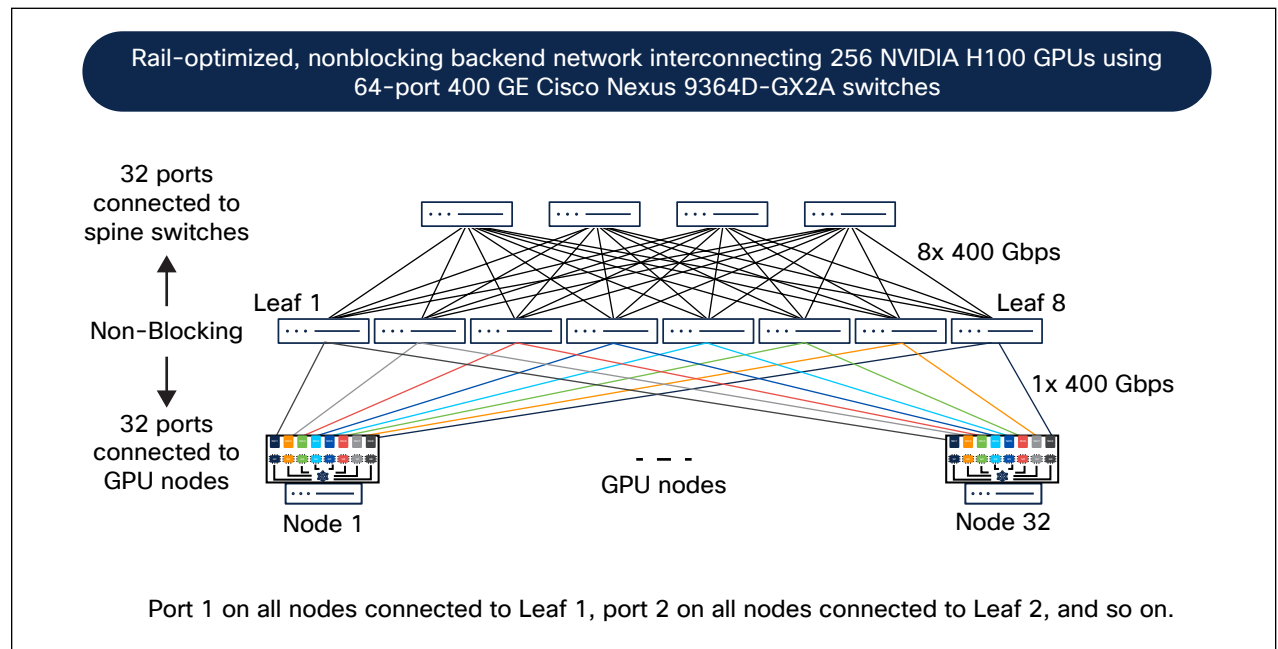 Rail-optimized, nonblocking backend network interconnecting 256 NVIDIA H100 GPUs using
64-port 400 GE Cisco Nexus 9364D-GX2A switches
32 ports
connected to
spine switches
8x 400 Gbps
Leaf 1
Leaf 8
Non-Blocking
1x 400 Gbps
32 ports
connected to
GPU nodes
GPU nodes
Node 1
Node 32
Port 1 on all nodes connected to Leaf 1, port 2 on all nodes connected to Leaf 2, and so on.